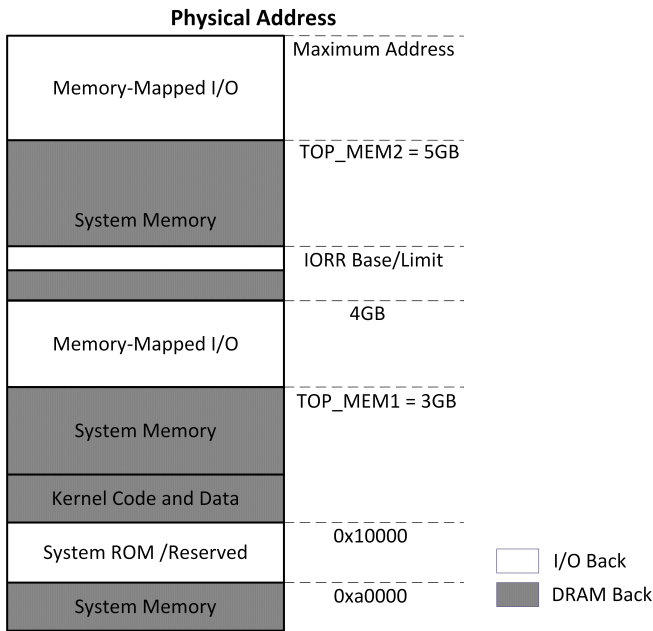 Physical Address
Maximum Address
Memory-Mapped I/O
TOP_MEM2 = 5GB
System Memory
IORR Base/Limit
4GB
Memory-Mapped I/O
TOP_MEM1 = 3GB
System Memory
Kernel Code and Data
0x10000
System ROM /Reserved
I/O Back
0xa0000
DRAM Back
System Memory